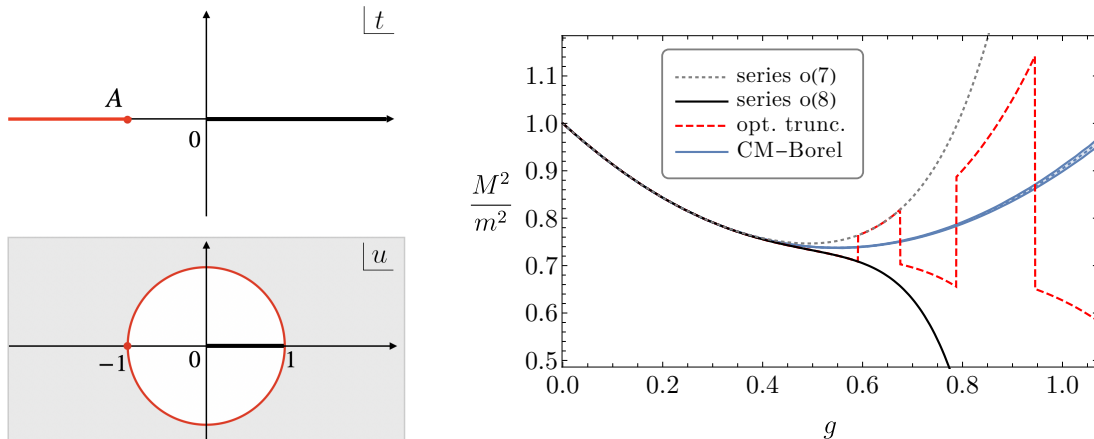 t
A
0
u
−1
0
1
series o(7)
series o(8)
opt. trunc.
CM−Borel
M²
m²
1.1
1.0
0.9
0.8
0.7
0.6
0.5
0.0
0.2
0.4
0.6
0.8
1.0
g